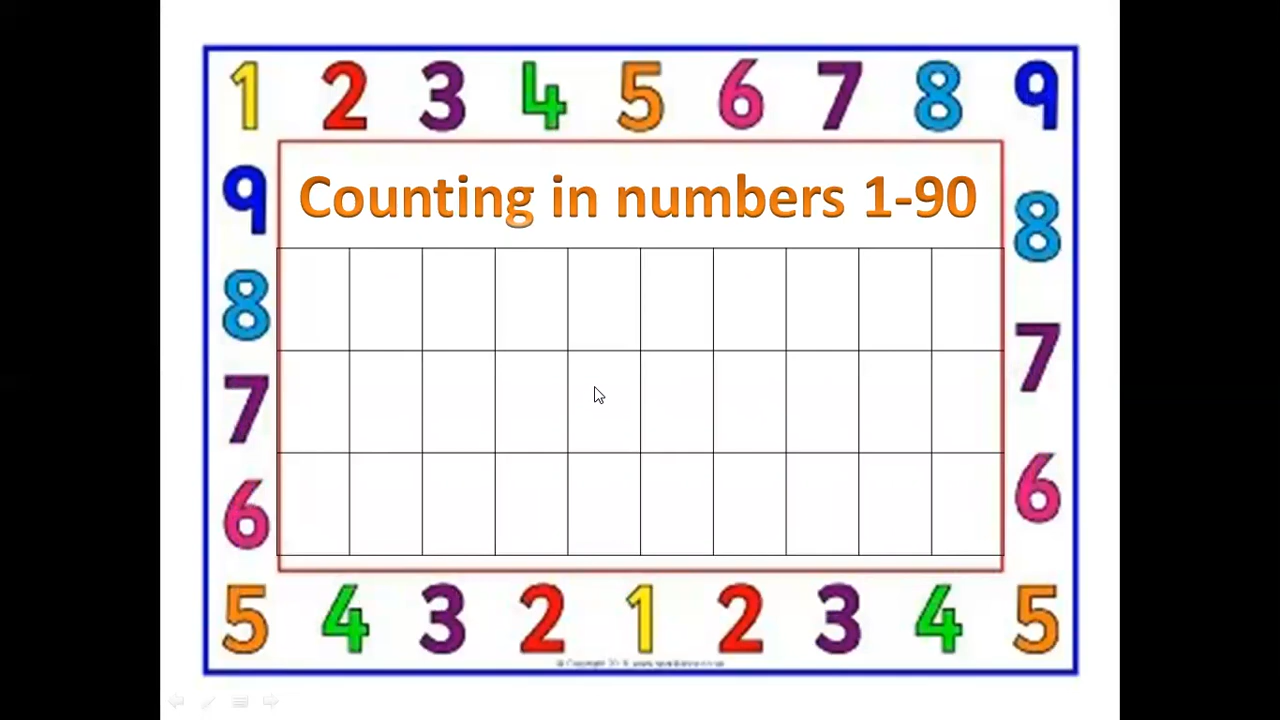 1 2 3 4 5 6 7 8 9
Counting in numbers 1-90
9 8
8 7
7 6
6
5 4 3 2 1 2 3 4 5
© Copyright